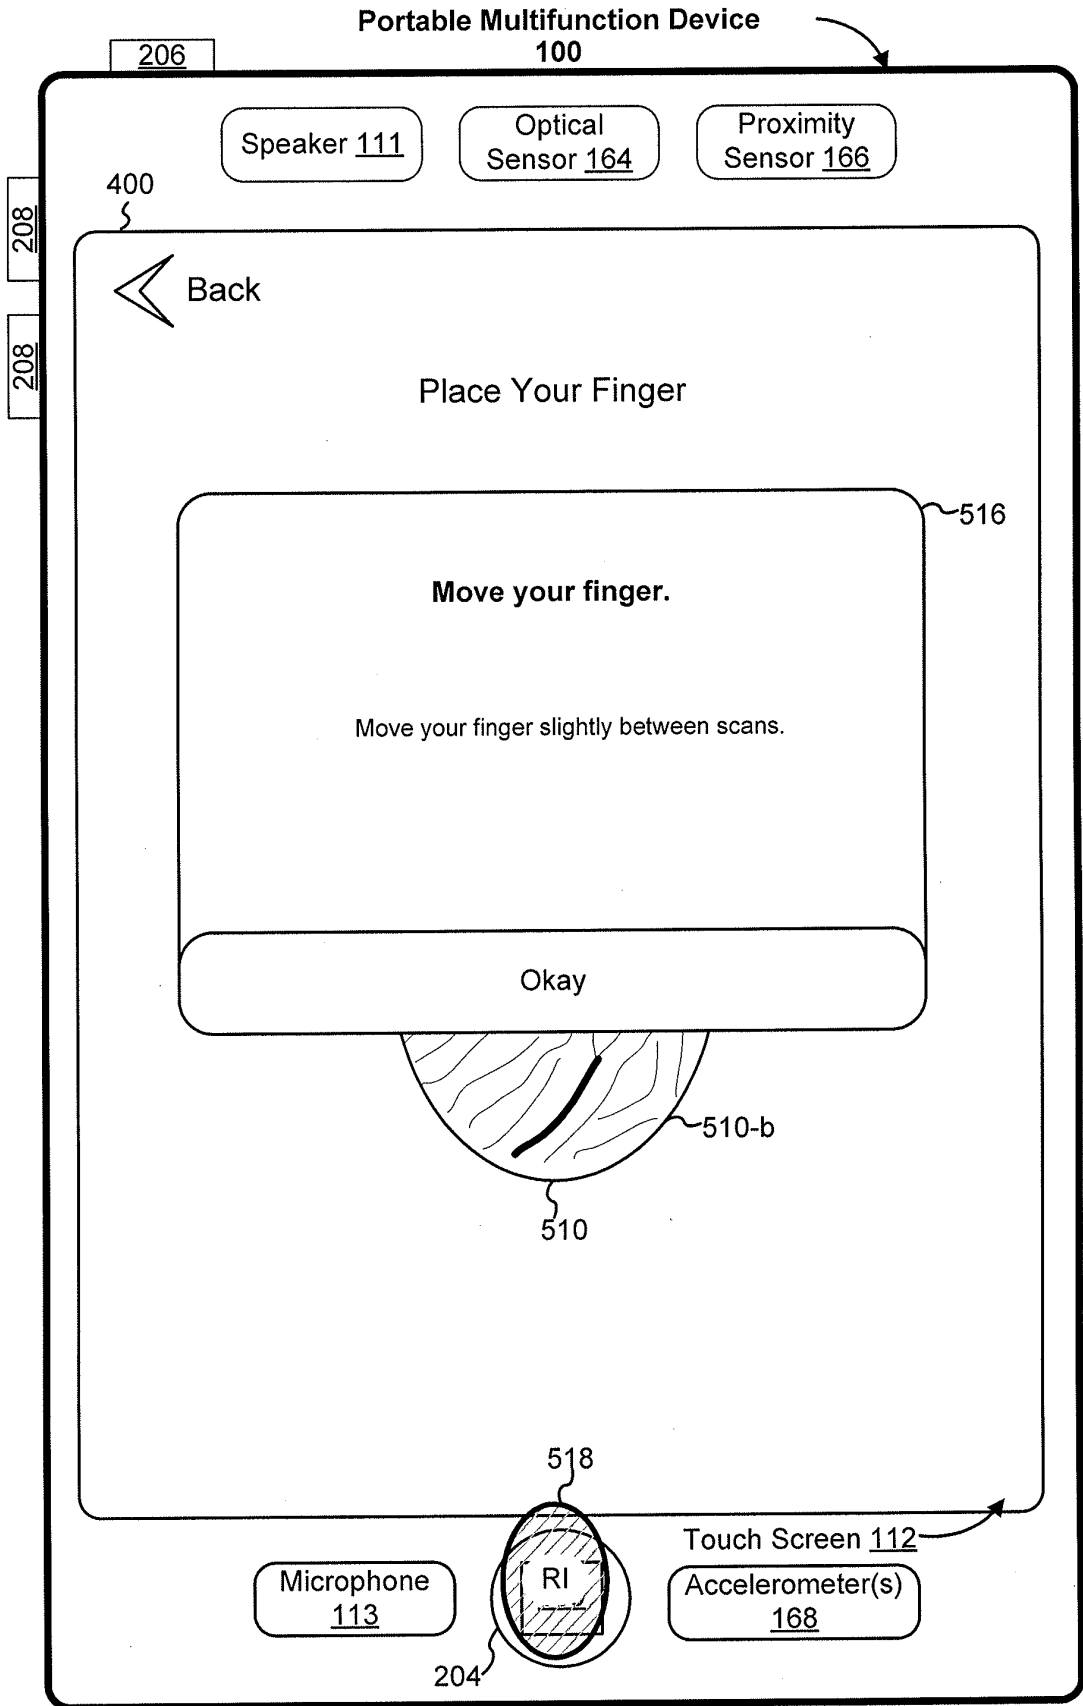 Portable Multifunction Device
100
206
Speaker 111
Optical
Sensor 164
Proximity
Sensor 166
400
208
208
Back
Place Your Finger
516
Move your finger.
Move your finger slightly between scans.
Okay
510-b
510
518
Touch Screen 112
Microphone
113
RI
Accelerometer(s)
168
204